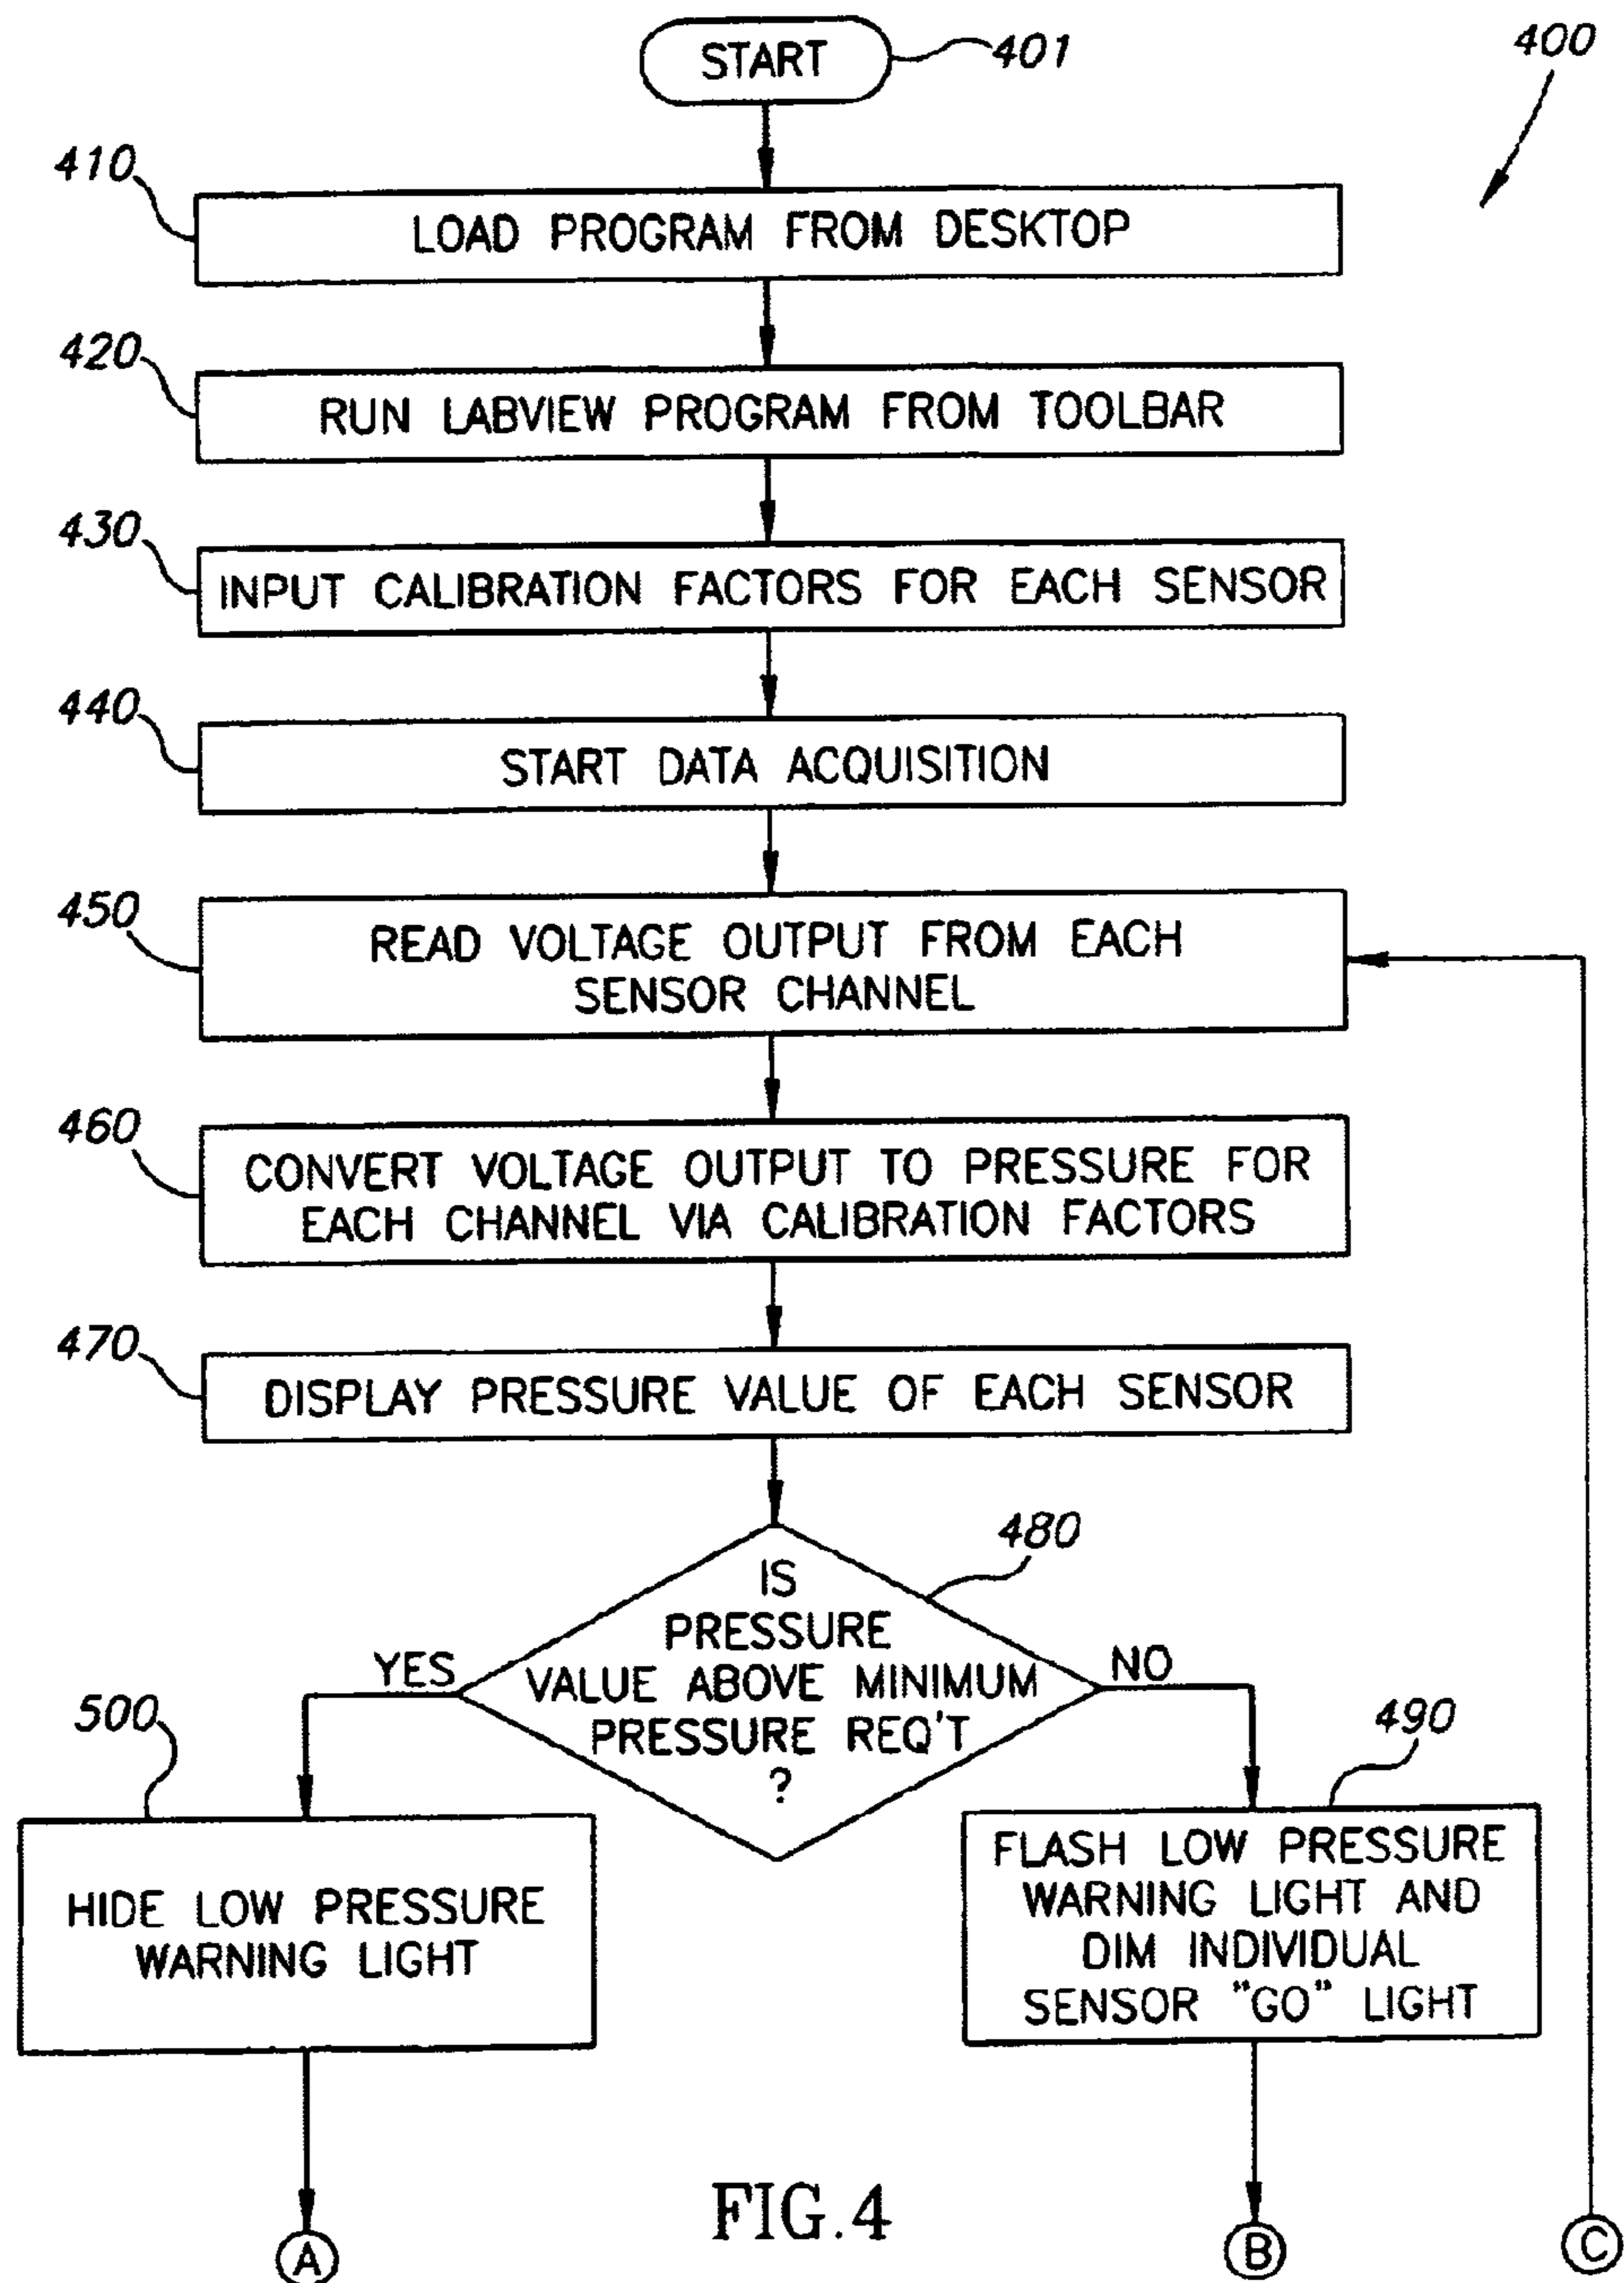 START
401
400
410
LOAD PROGRAM FROM DESKTOP
420
RUN LABVIEW PROGRAM FROM TOOLBAR
430
INPUT CALIBRATION FACTORS FOR EACH SENSOR
440
START DATA ACQUISITION
450
READ VOLTAGE OUTPUT FROM EACH
SENSOR CHANNEL
460
CONVERT VOLTAGE OUTPUT TO PRESSURE FOR
EACH CHANNEL VIA CALIBRATION FACTORS
470
DISPLAY PRESSURE VALUE OF EACH SENSOR
480
IS
PRESSURE
VALUE ABOVE MINIMUM
PRESSURE REQ'T
?
YES
NO
500
HIDE LOW PRESSURE
WARNING LIGHT
490
FLASH LOW PRESSURE
WARNING LIGHT AND
DIM INDIVIDUAL
SENSOR "GO" LIGHT
FIG.4
A
B
C